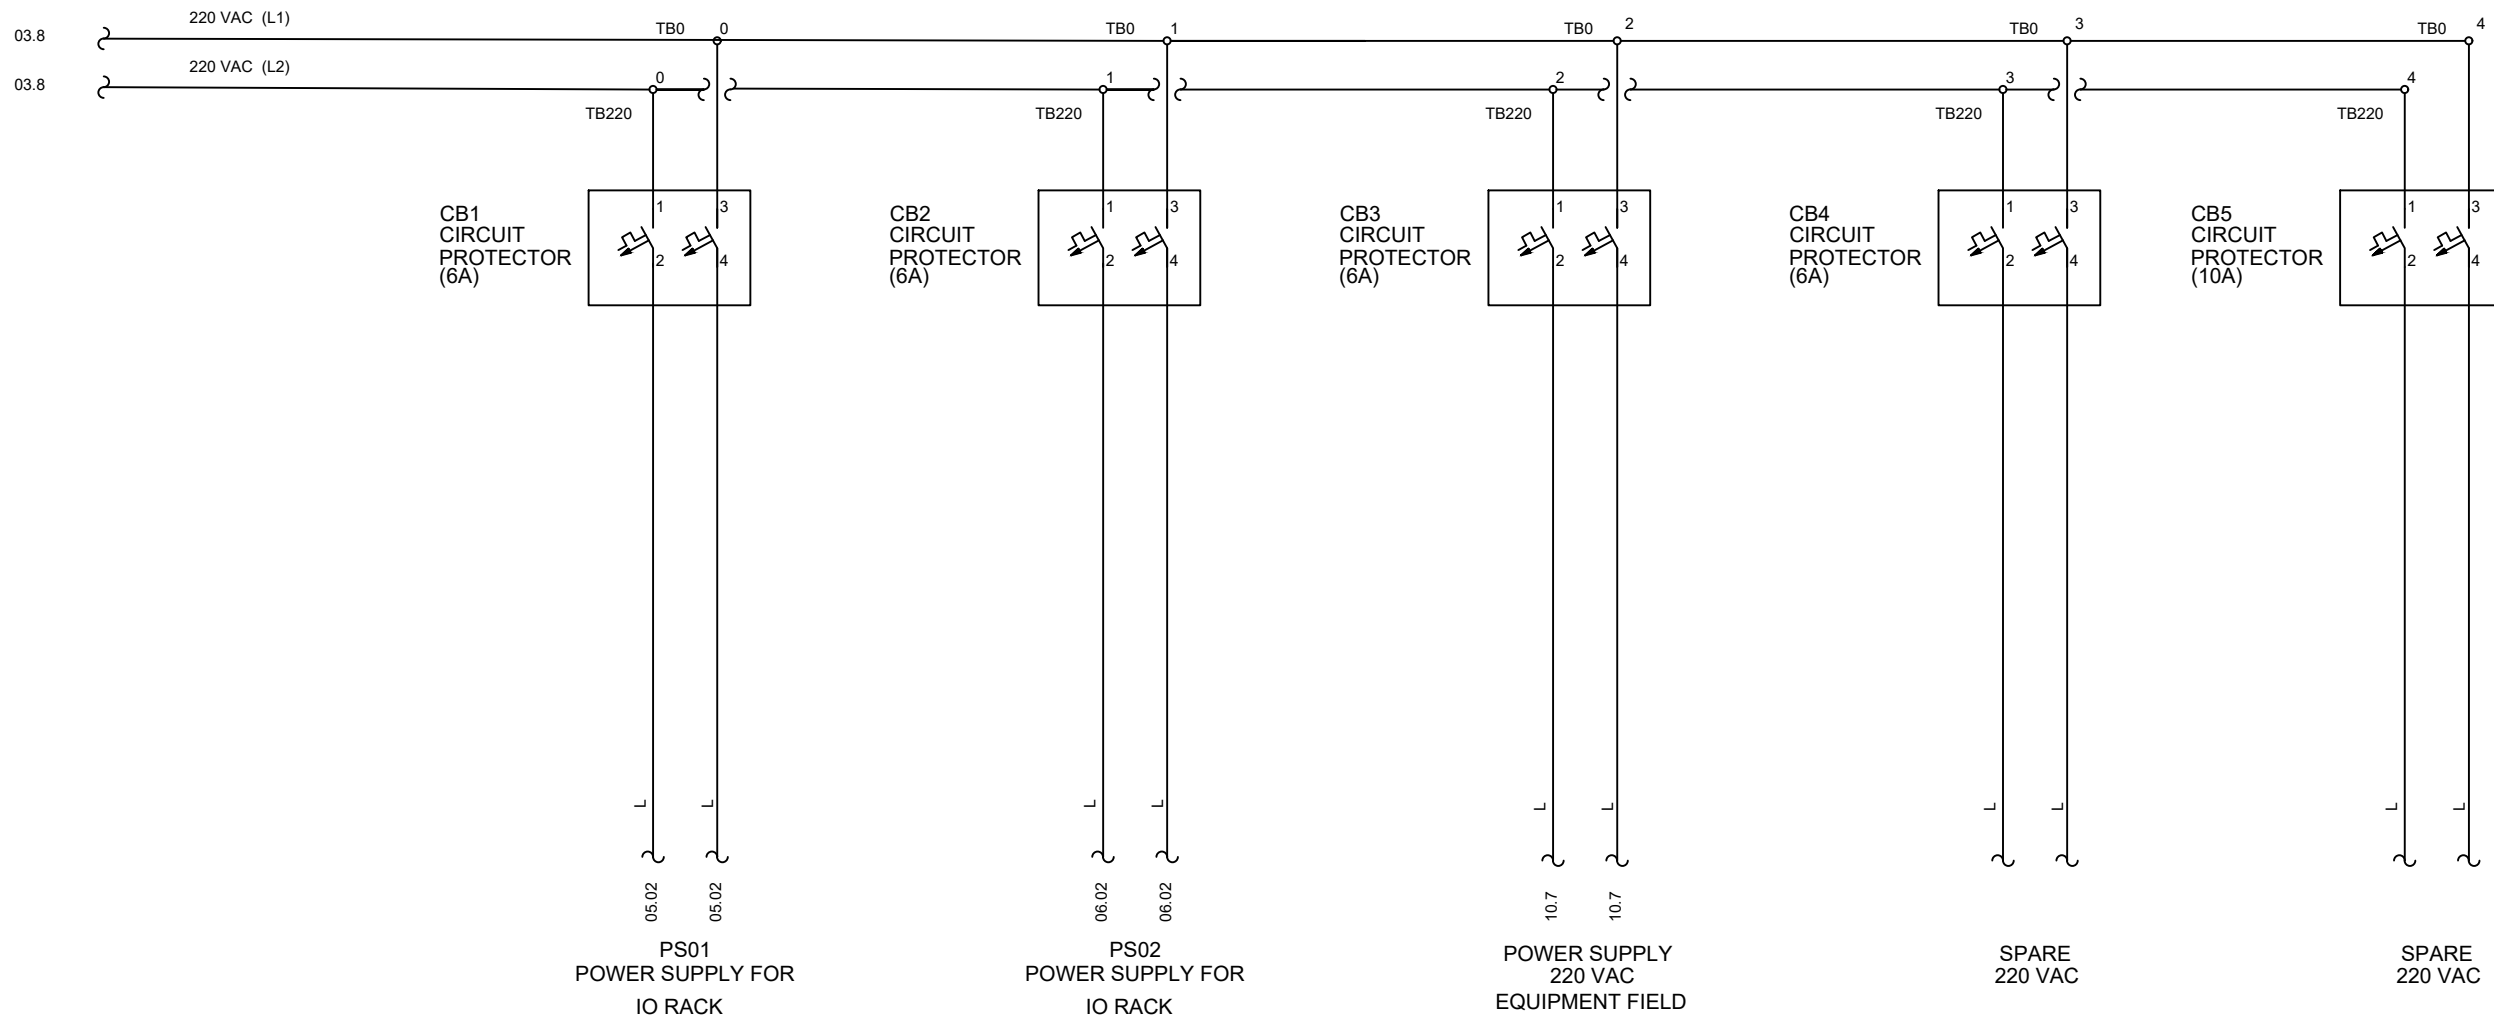 220 VAC (L1)
03.8
TB0 0
TB0 1
TB0 2
TB0 3
TB0 4
220 VAC (L2)
03.8
0
1
2
3
4
TB220
TB220
TB220
TB220
TB220
CB1
CIRCUIT
PROTECTOR
(6A)
1 3
2 4
CB2
CIRCUIT
PROTECTOR
(6A)
1 3
2 4
CB3
CIRCUIT
PROTECTOR
(6A)
1 3
2 4
CB4
CIRCUIT
PROTECTOR
(6A)
1 3
2 4
CB5
CIRCUIT
PROTECTOR
(10A)
1 3
2 4
L L
L L
L L
L L
L L
05.02 05.02
06.02 06.02
10.7 10.7
PS01
POWER SUPPLY FOR
IO RACK
PS02
POWER SUPPLY FOR
IO RACK
POWER SUPPLY
220 VAC
EQUIPMENT FIELD
SPARE
220 VAC
SPARE
220 VAC